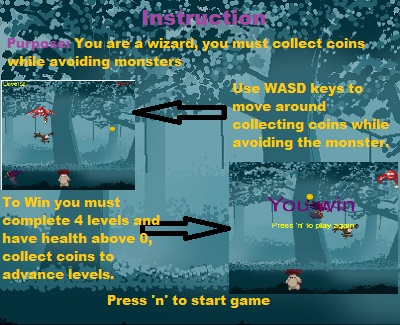 Instruction
Purpose: You are a wizard, you must collect coins
while avoiding monsters
Use WASD keys to
move around
collecting coins while
avoiding the monster.
To Win you must
complete 4 levels and
have health above 0,
collect coins to
advance levels.
You win
Press 'n' to play again
Press 'n' to start game